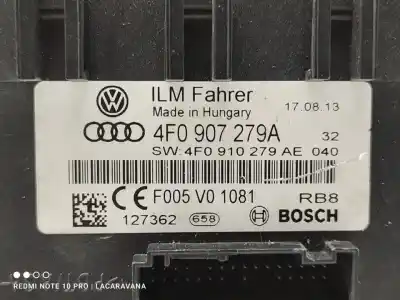 ILM Fahrer
Made in Hungary
17.08.13
4F0 907 279A
32
SW: 4F0 910 279 AE 040
CE F005 V0 1081
RB8
127362 658 BOSCH
REDMI NOTE 10 PRO | LACARAVANA